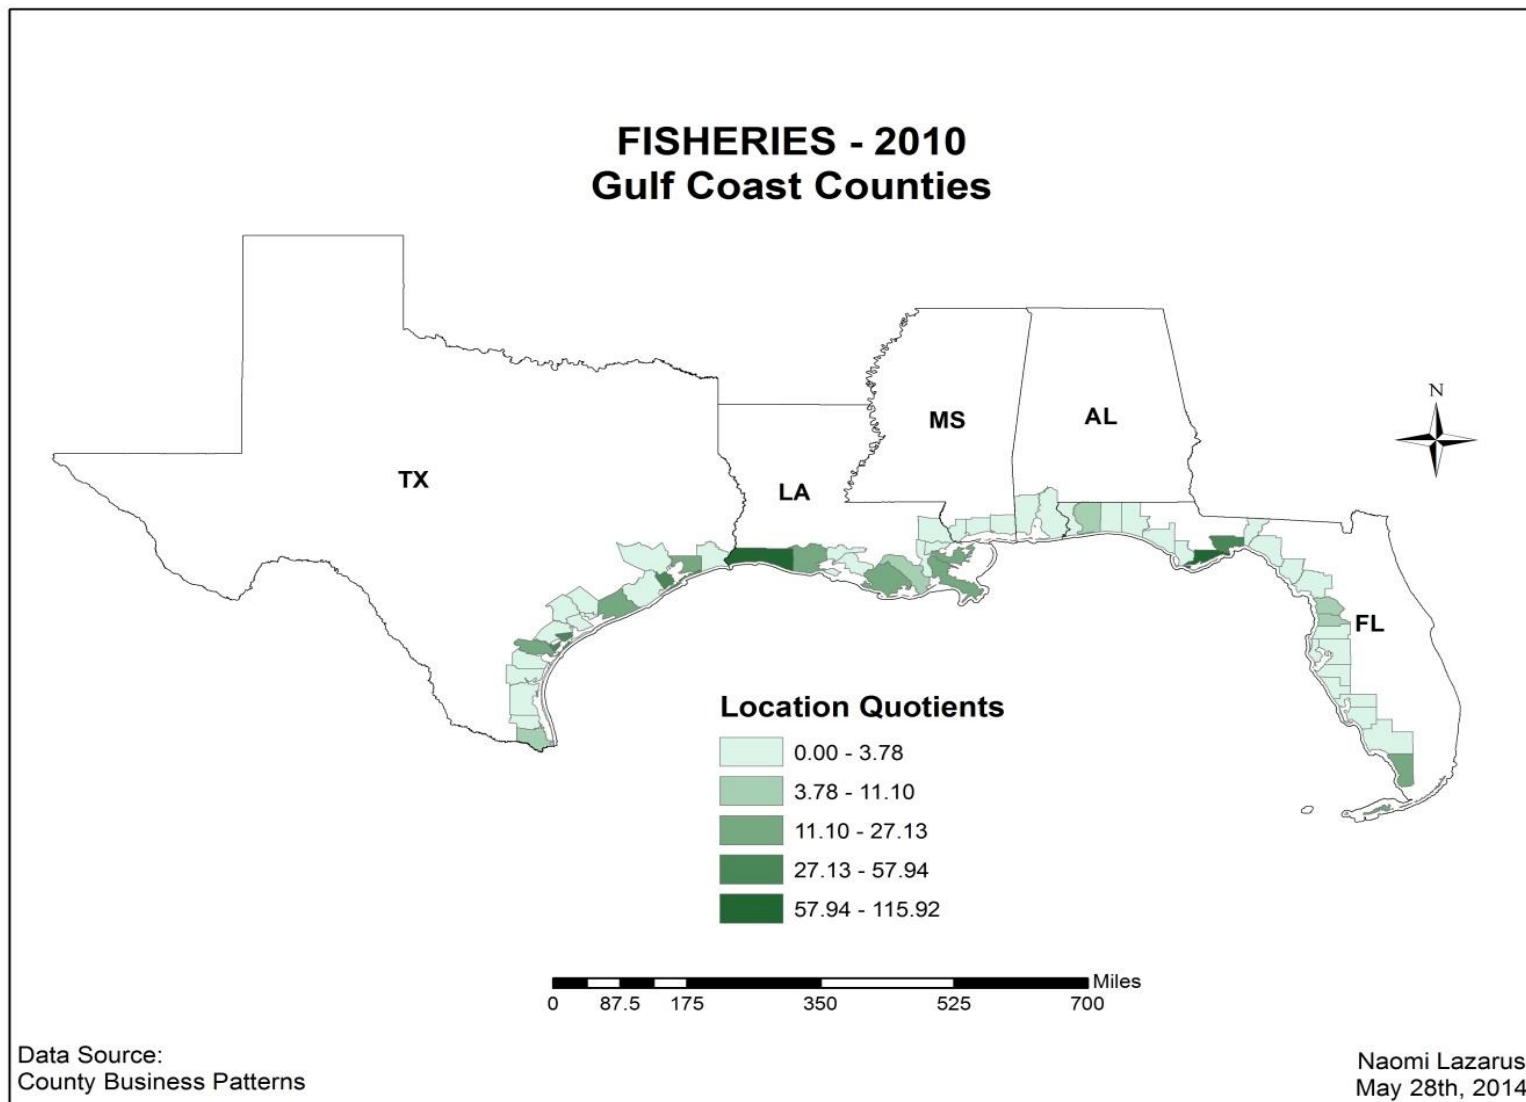 FISHERIES - 2010
Gulf Coast Counties
N
MS
AL
TX
LA
FL
Location Quotients
0.00 - 3.78
3.78 - 11.10
11.10 - 27.13
27.13 - 57.94
57.94 - 115.92
Miles
0 87.5 175 350 525 700
Data Source:
County Business Patterns
Naomi Lazarus
May 28th, 2014